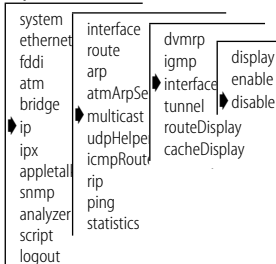 system
ethernet
fddi
atm
bridge
ip
ipx
appletall
snmp
analyzer
script
logout
interface
route
arp
atmArpSe
multicast
udpHelpe
icmpRout
rip
ping
statistics
dvmrp
igmp
interface
tunnel
routeDisplay
cacheDisplay
display
enable
disable